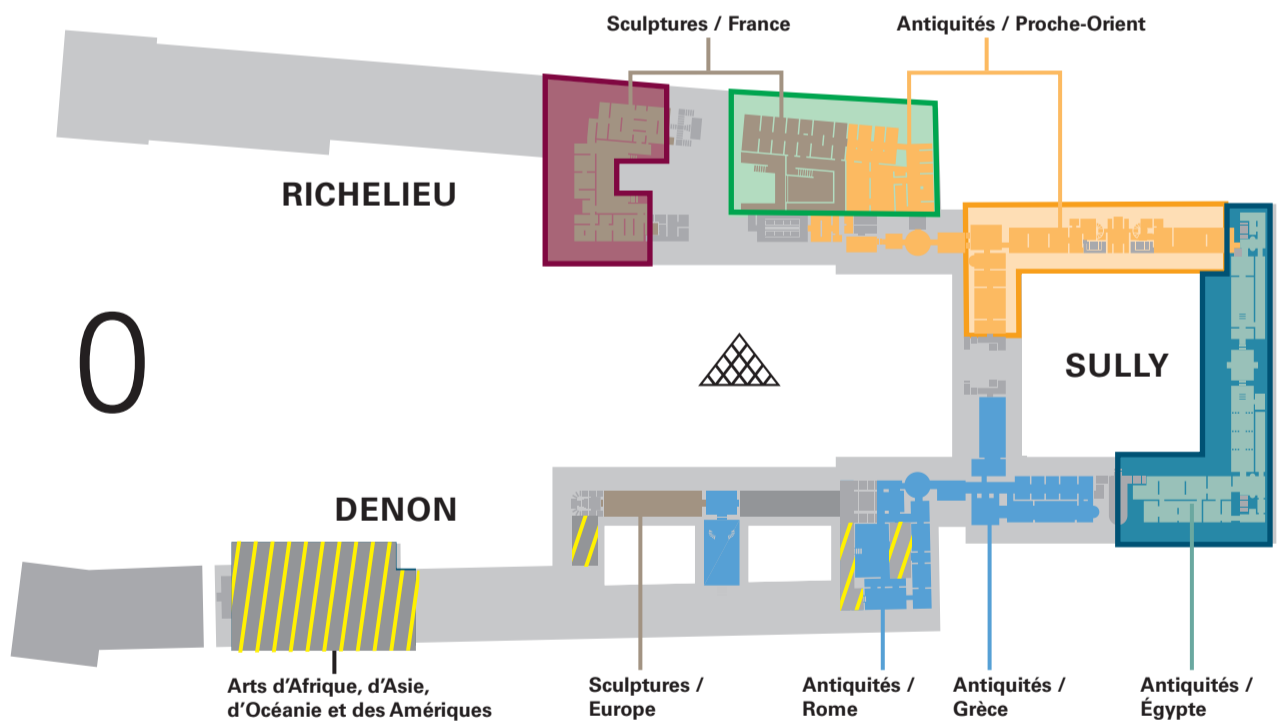 Sculptures / France
Antiquités / Proche-Orient
RICHELIEU
0
SULLY
DENON
Arts d’Afrique, d’Asie,
d’Océanie et des Amériques
Sculptures /
Europe
Antiquités /
Rome
Antiquités /
Grèce
Antiquités /
Égypte